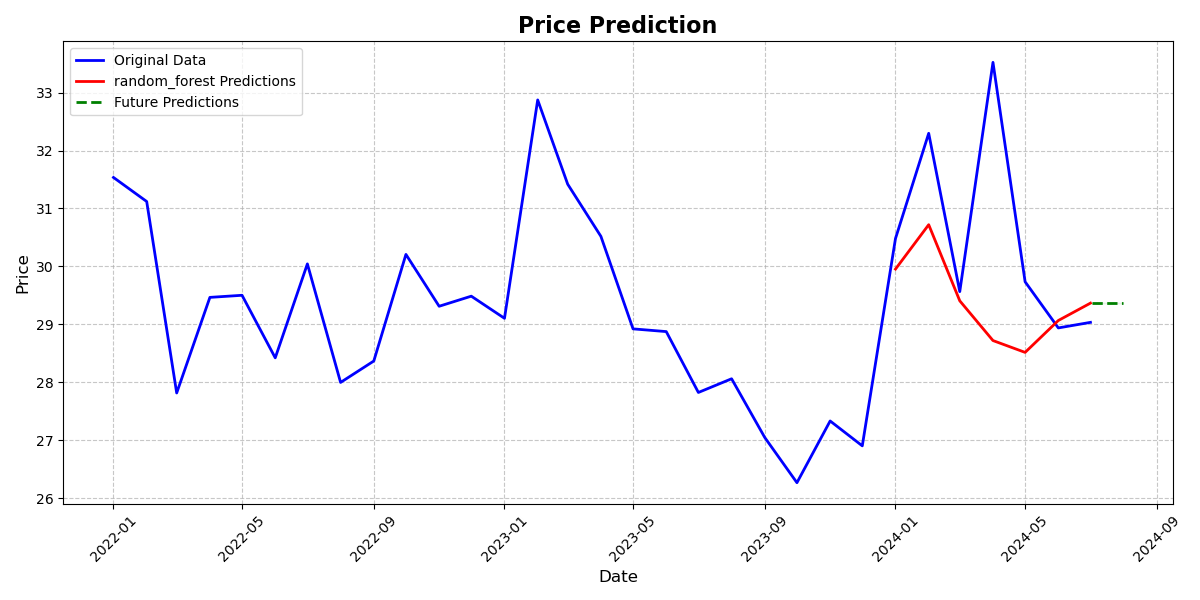 Price Prediction
Original Data
random_forest Predictions
Future Predictions
33
32
31
30
29
28
27
26
Price
2022-01
2022-05
2022-09
2023-01
2023-05
2023-09
2024-01
2024-05
2024-09
Date